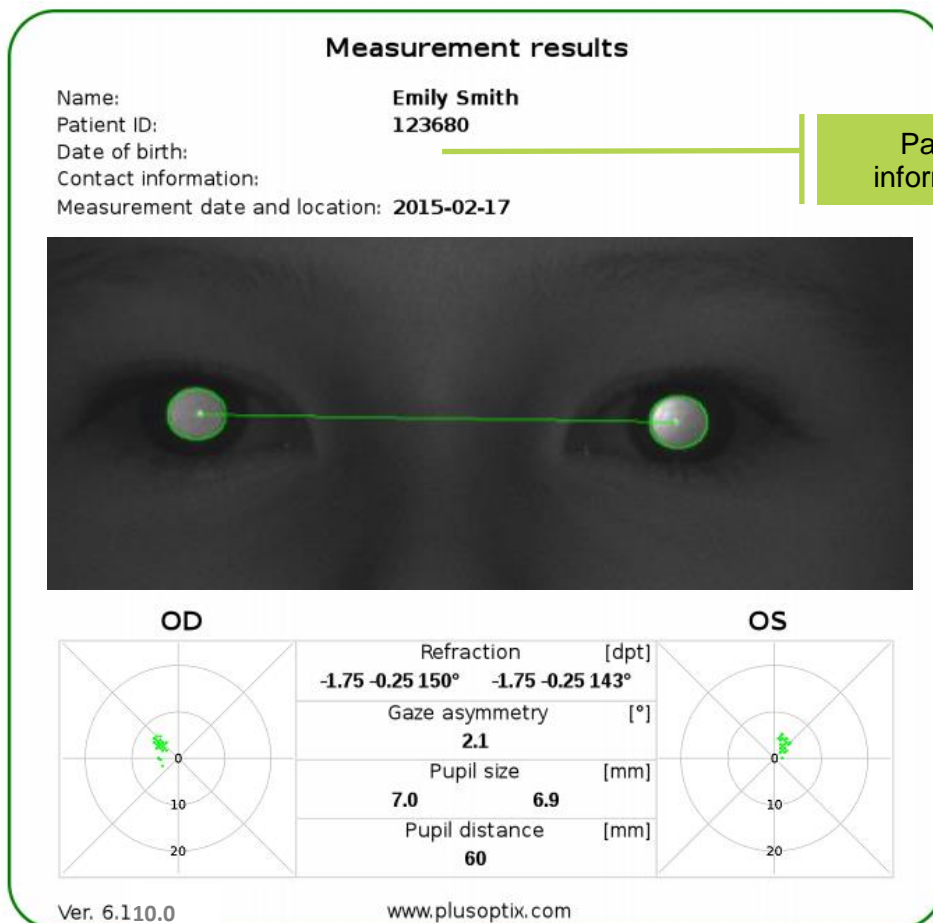 Measurement results
Name: Emily Smith
Patient ID: 123680
Date of birth:
Contact information:
Measurement date and location: 2015-02-17
Pa
inform
OD OS
Refraction [dpt]
-1.75 -0.25 150° -1.75 -0.25 143°
Gaze asymmetry [°]
2.1
Pupil size [mm]
7.0 6.9
Pupil distance [mm]
60
0
10
20
0
10
20
Ver. 6.110.0 www.plusoptix.com